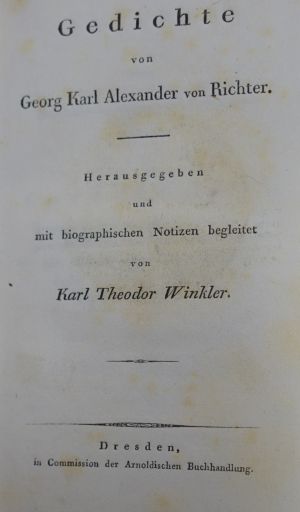 Gedichte
von
Georg Karl Alexander von Richter.
Herausgegeben
und
mit biographischen Notizen begleitet
von
Karl Theodor Winkler.
Dresden,
in Commission der Arnoldischen Buchhandlung.